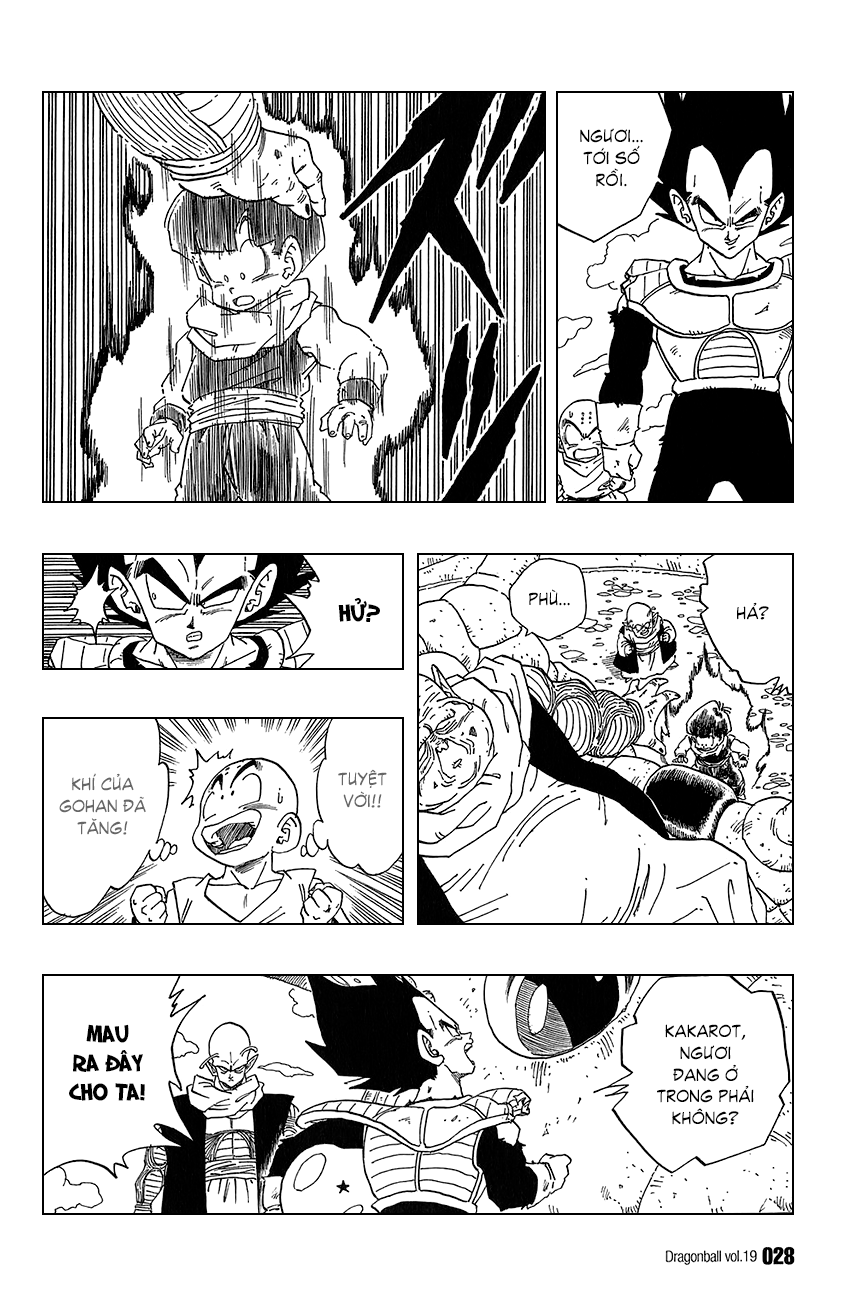 NGƯƠI...
TỚI SỐ
RỒI.
ズ
HẢ?
PHÙ...
HỬ?
TUYỆT
VỜI!!
KHÍ CỦA
GOHAN ĐÃ
TĂNG!
KAKAROT,
NGƯƠI
ĐANG Ở
TRONG PHẢI
KHÔNG?
MAU
RA ĐÂY
CHO TA!
Dragonball vol.19 028